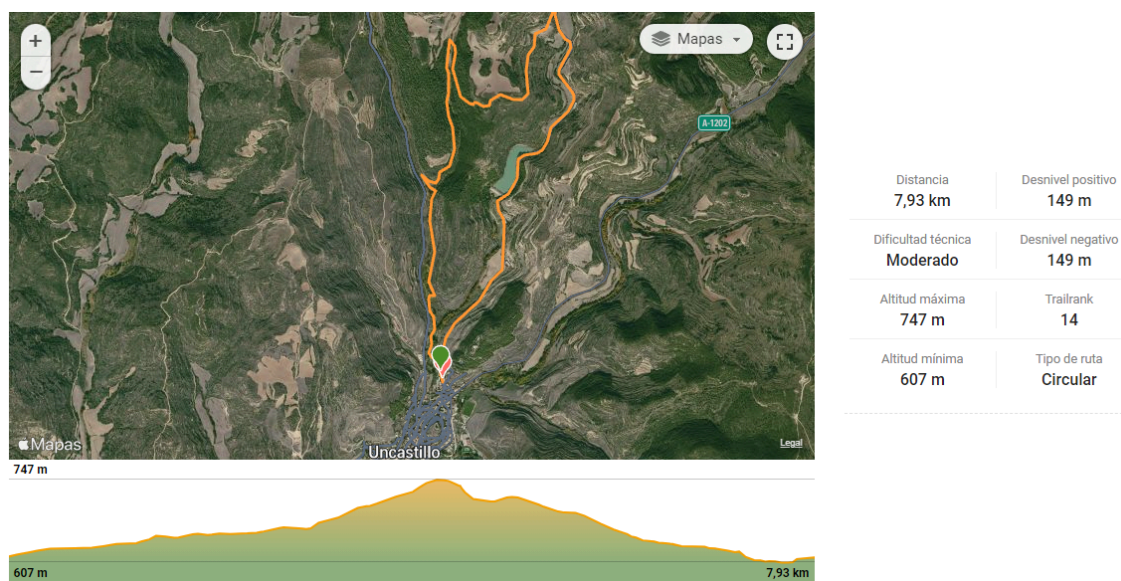 +
Mapas
−
A-1202
Mapas
Legal
Uncastillo
747 m
607 m
7,93 km
Distancia
7,93 km
Desnivel positivo
149 m
Dificultad técnica
Moderado
Desnivel negativo
149 m
Altitud máxima
747 m
Trailrank
14
Altitud mínima
607 m
Tipo de ruta
Circular